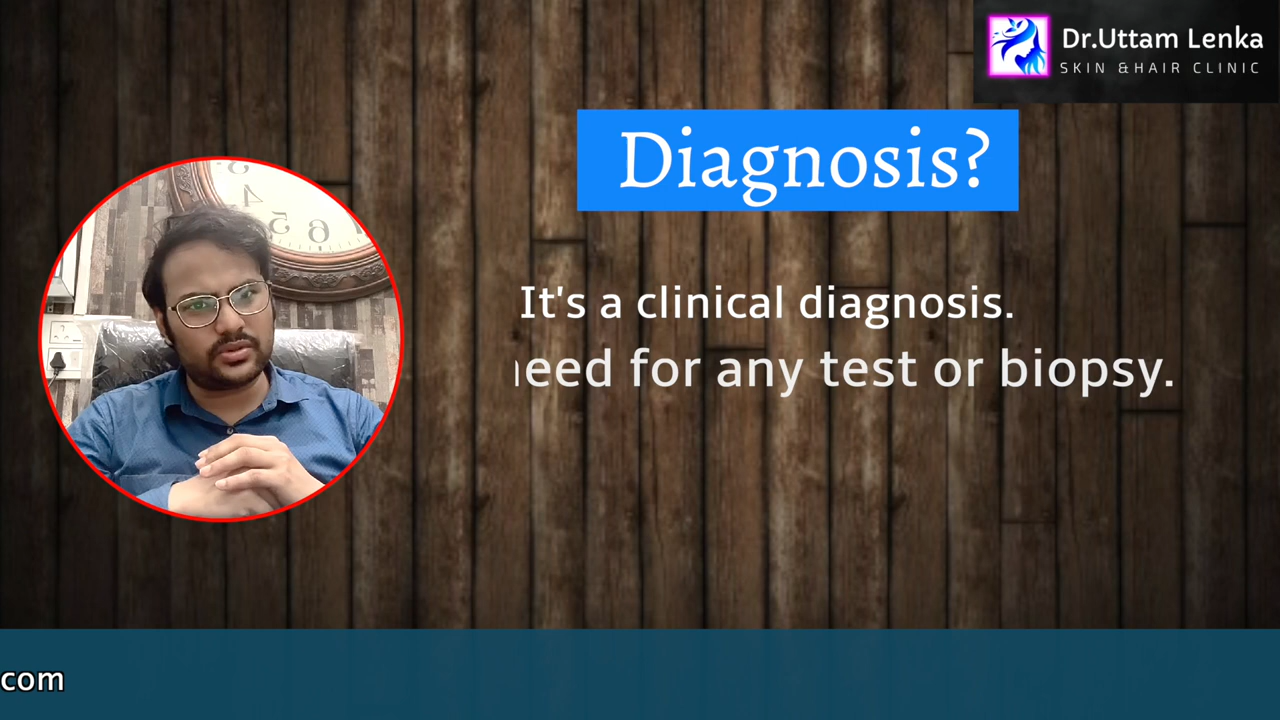 Dr.Uttam Lenka
SKIN &HAIR CLINIC
Diagnosis?
It's a clinical diagnosis.
eed for any test or biopsy.
com